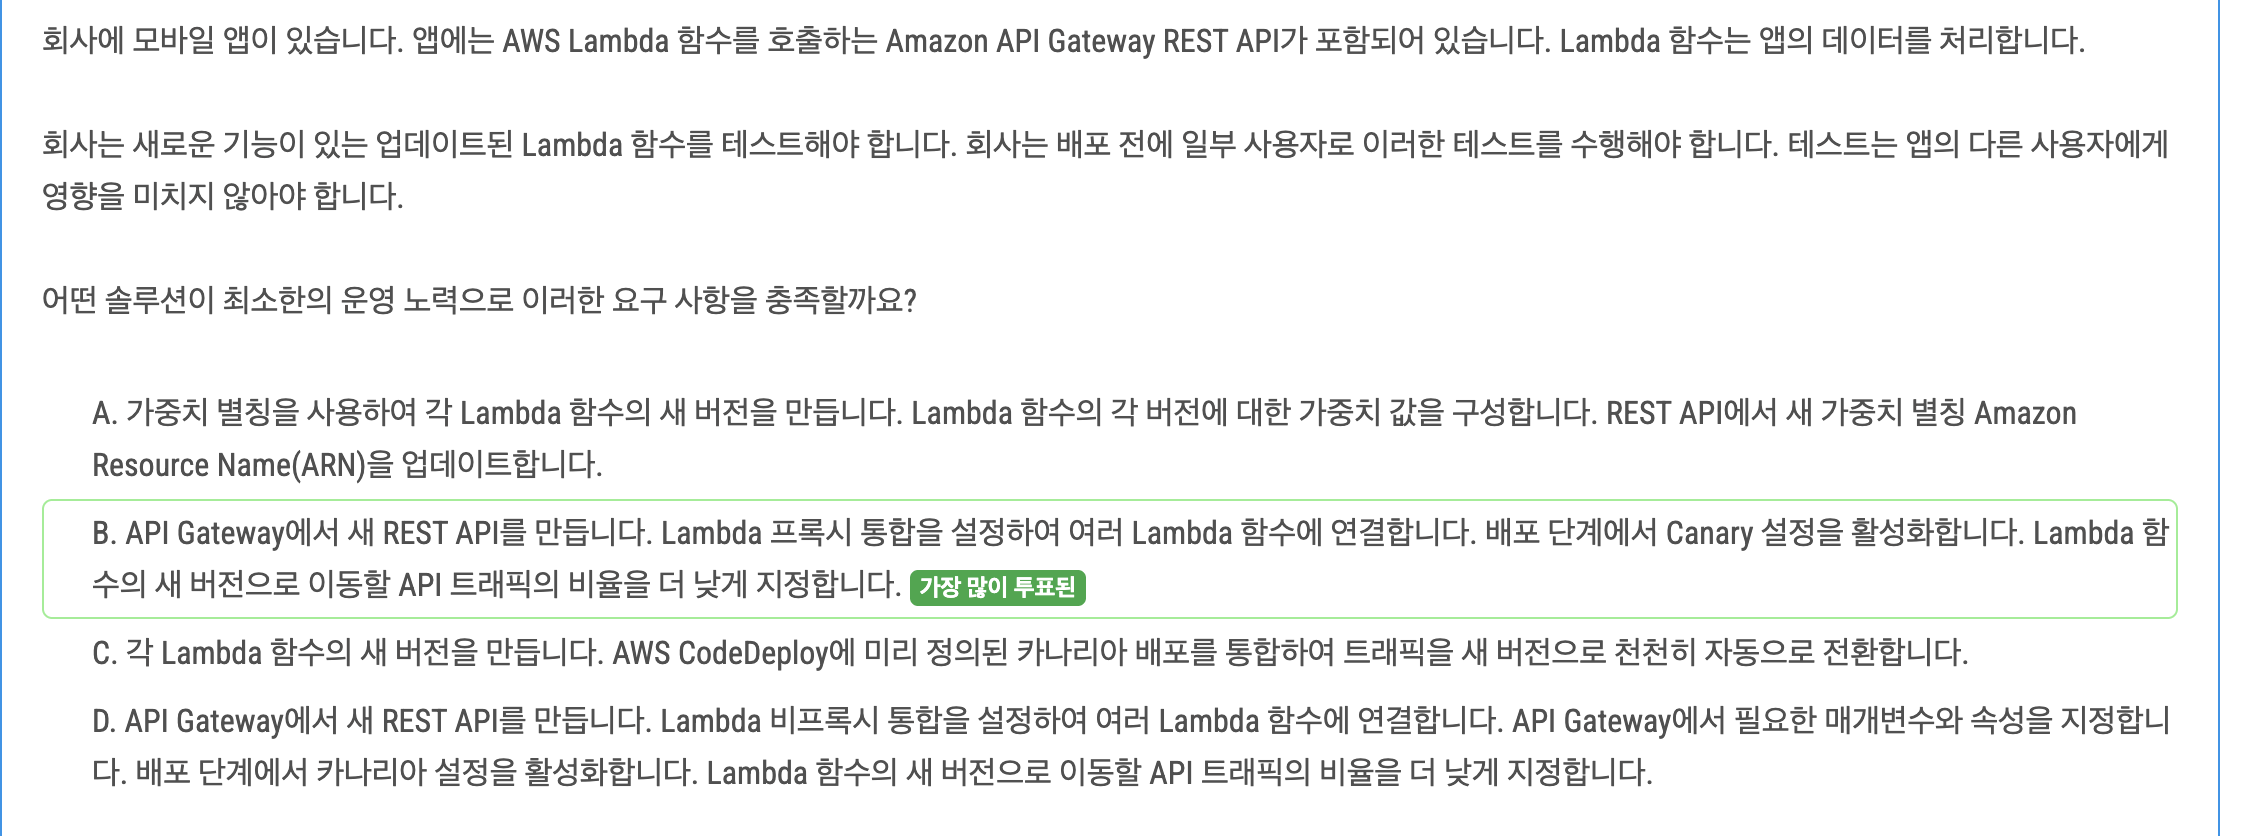 회사에 모바일 앱이 있습니다. 앱에는 AWS Lambda 함수를 호출하는 Amazon API Gateway REST API가 포함되어 있습니다. Lambda 함수는 앱의 데이터를 처리합니다.
회사는 새로운 기능이 있는 업데이트된 Lambda 함수를 테스트해야 합니다. 회사는 배포 전에 일부 사용자로 이러한 테스트를 수행해야 합니다. 테스트는 앱의 다른 사용자에게
영향을 미치지 않아야 합니다.
어떤 솔루션이 최소한의 운영 노력으로 이러한 요구 사항을 충족할까요?
A. 가중치 별칭을 사용하여 각 Lambda 함수의 새 버전을 만듭니다. Lambda 함수의 각 버전에 대한 가중치 값을 구성합니다. REST API에서 새 가중치 별칭 Amazon
Resource Name(ARN)을 업데이트합니다.
B. API Gateway에서 새 REST API를 만듭니다. Lambda 프록시 통합을 설정하여 여러 Lambda 함수에 연결합니다. 배포 단계에서 Canary 설정을 활성화합니다. Lambda 함
수의 새 버전으로 이동할 API 트래픽의 비율을 더 낮게 지정합니다. 가장 많이 투표된
C. 각 Lambda 함수의 새 버전을 만듭니다. AWS CodeDeploy에 미리 정의된 카나리아 배포를 통합하여 트래픽을 새 버전으로 천천히 자동으로 전환합니다.
D. API Gateway에서 새 REST API를 만듭니다. Lambda 비프록시 통합을 설정하여 여러 Lambda 함수에 연결합니다. API Gateway에서 필요한 매개변수와 속성을 지정합니
다. 배포 단계에서 카나리아 설정을 활성화합니다. Lambda 함수의 새 버전으로 이동할 API 트래픽의 비율을 더 낮게 지정합니다.